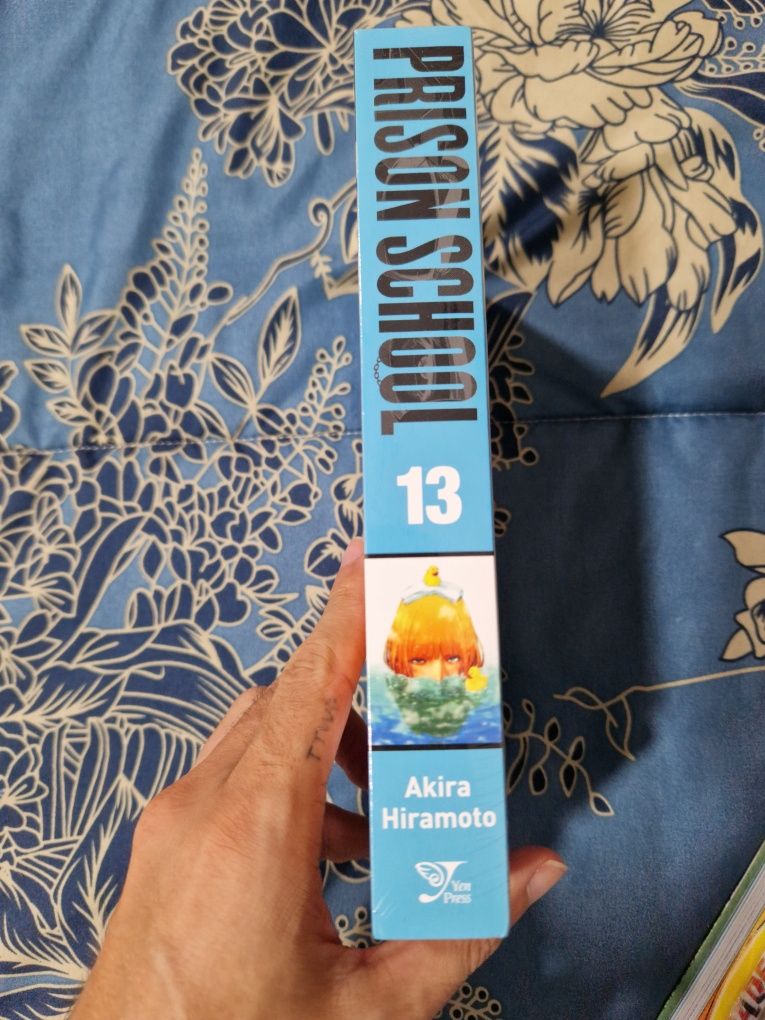 PRISON SCHOOL
13
Akira
Hiramoto
Yen
Press